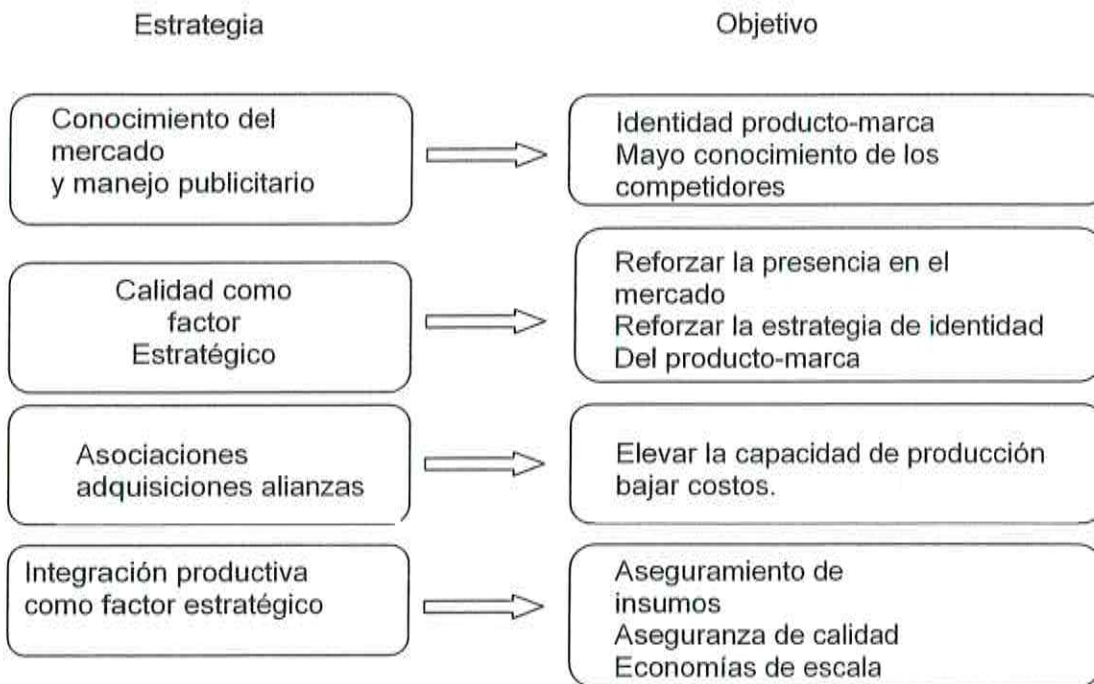 Estrategia
Objetivo
Conocimiento del
mercado
y manejo publicitario
Identidad producto-marca
Mayo conocimiento de los
competidores
Calidad como
factor
Estratégico
Reforzar la presencia en el
mercado
Reforzar la estrategia de identidad
Del producto-marca
Asociaciones
adquisiciones alianzas
Elevar la capacidad de producción
bajar costos.
Integración productiva
como factor estratégico
Aseguramiento de
insumos
Aseguranza de calidad
Economías de escala